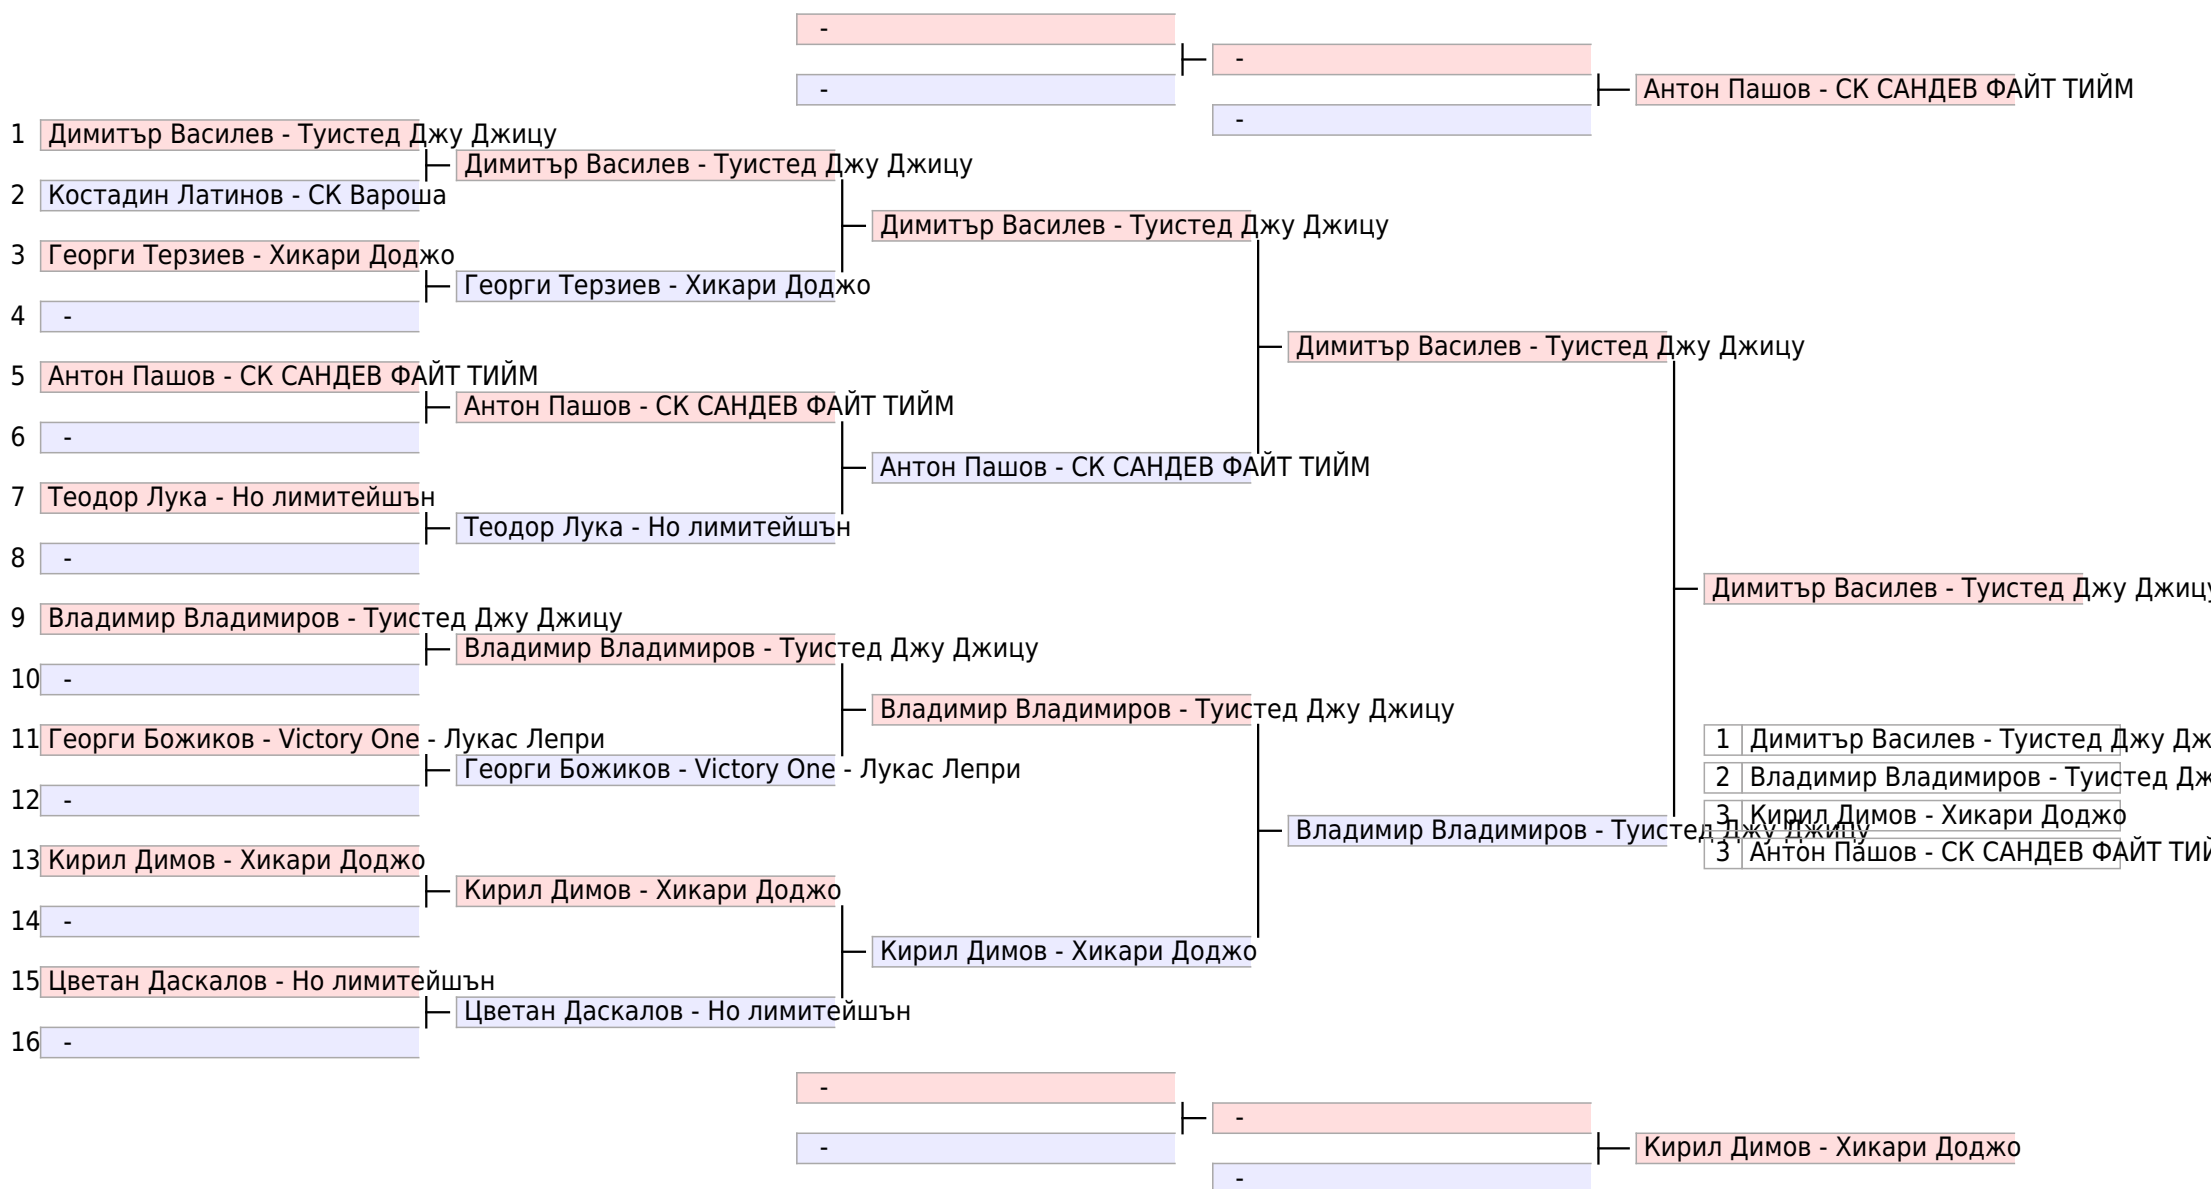 -
-
-
-
Антон Пашов - СК САНДЕВ ФАЙТ ТИЙМ
1 Димитър Василев - Туистед Джу Джицу
Димитър Василев - Туистед Джу Джицу
2 Костадин Латинов - СК Вароша
Димитър Василев - Туистед Джу Джицу
3 Георги Терзиев - Хикари Доджо
Георги Терзиев - Хикари Доджо
4 -
Димитър Василев - Туистед Джу Джицу
5 Антон Пашов - СК САНДЕВ ФАЙТ ТИЙМ
Антон Пашов - СК САНДЕВ ФАЙТ ТИЙМ
6 -
Антон Пашов - СК САНДЕВ ФАЙТ ТИЙМ
7 Теодор Лука - Но лимитейшън
Теодор Лука - Но лимитейшън
8 -
Димитър Василев - Туистед Джу Джицу
9 Владимир Владимиров - Туистед Джу Джицу
Владимир Владимиров - Туистед Джу Джицу
10 -
Владимир Владимиров - Туистед Джу Джицу
11 Георги Божиков - Victory One - Лукас Лепри
Георги Божиков - Victory One - Лукас Лепри
12 -
1 Димитър Василев - Туистед Джу Дж
2 Владимир Владимиров - Туистед Дж
3 Кирил Димов - Хикари Доджо
Владимир Владимиров - Туистед Джу Джицу
3 Антон Пашов - СК САНДЕВ ФАЙТ ТИЙ
13 Кирил Димов - Хикари Доджо
Кирил Димов - Хикари Доджо
14 -
Кирил Димов - Хикари Доджо
15 Цветан Даскалов - Но лимитейшън
Цветан Даскалов - Но лимитейшън
16 -
-
-
-
Кирил Димов - Хикари Доджо
-